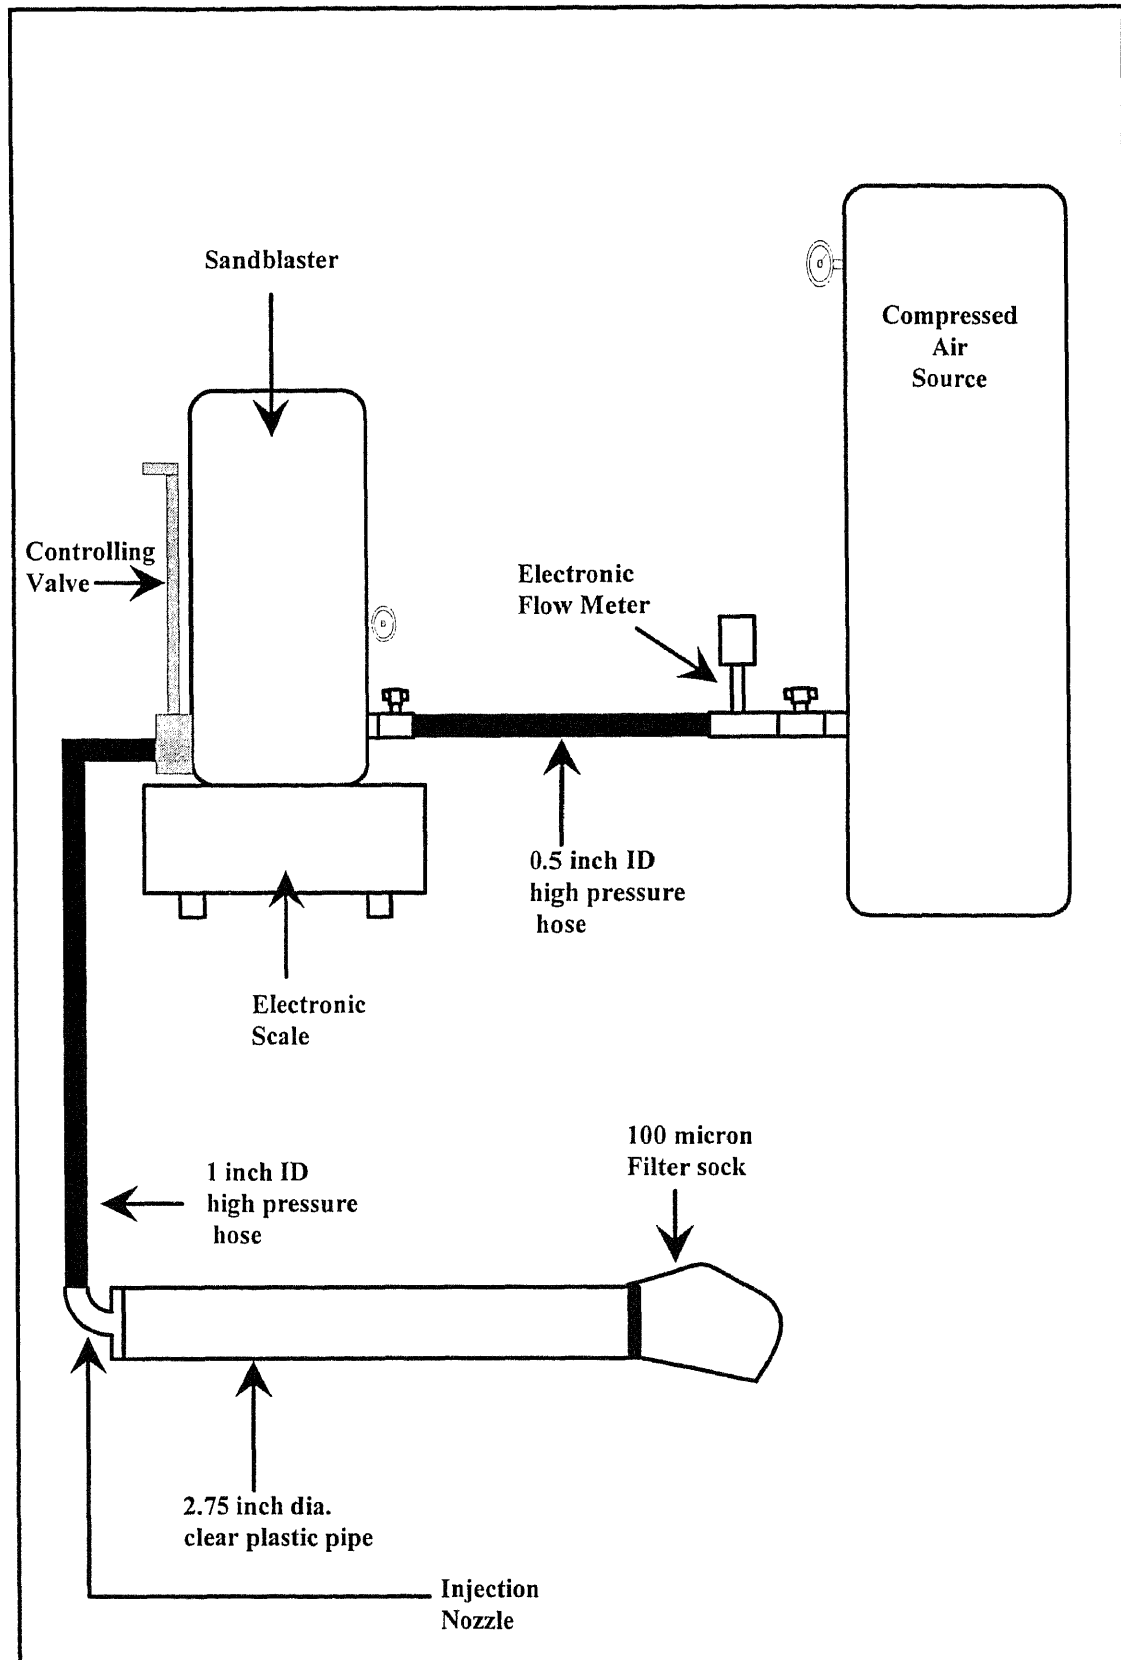 Sandblaster
Compressed
Air
Source
Controlling
Valve
Electronic
Flow Meter
0.5 inch ID
high pressure
hose
Electronic
Scale
100 micron
Filter sock
1 inch ID
high pressure
hose
2.75 inch dia.
clear plastic pipe
Injection
Nozzle